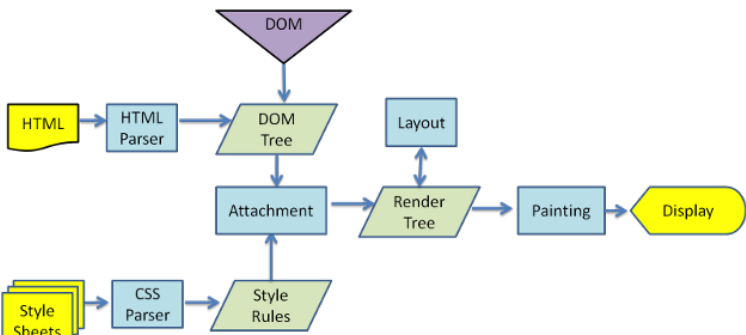 DOM
HTML
HTML
Parser
DOM
Tree
Layout
Attachment
Render
Tree
Painting
Display
Style
Sheets
CSS
Parser
Style
Rules